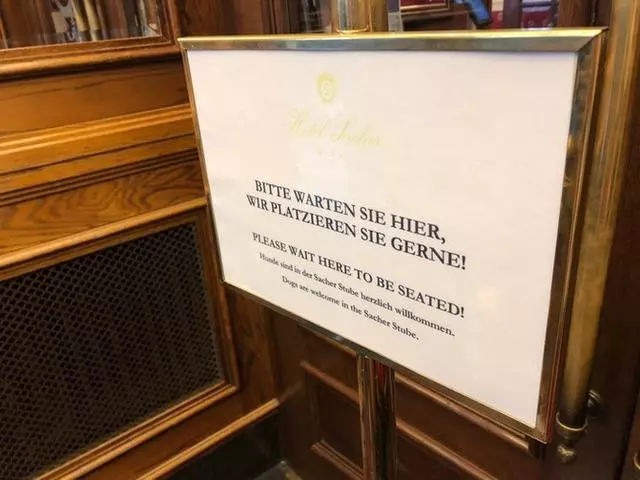 Hotel Sacher
BITTE WARTEN SIE HIER,
WIR PLATZIEREN SIE GERNE!
PLEASE WAIT HERE TO BE SEATED!
Hunde sind in der Sacher Stube herzlich willkommen.
Dogs are welcome in the Sacher Stube.